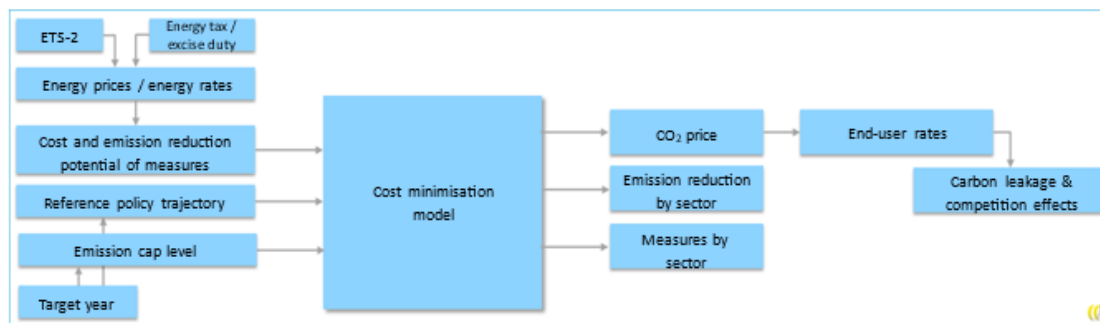 ETS-2
Energy tax /
excise duty
Energy prices / energy rates
Cost and emission reduction
potential of measures
Reference policy trajectory
Emission cap level
Target year
Cost minimisation
model
CO₂ price
Emission reduction
by sector
Measures by
sector
End-user rates
Carbon leakage &
competition effects